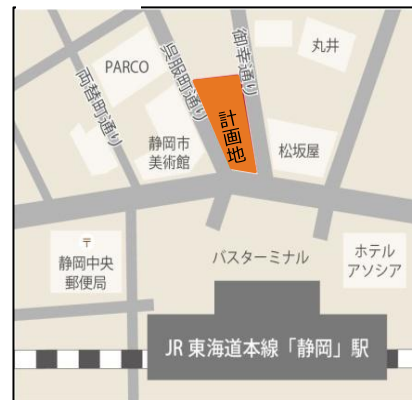 御幸通り
丸井
呉服町通り
PARCO
両替町通り
計画地
静岡市
美術館
松坂屋
〒
静岡中央
郵便局
バスターミナル
ホテル
アソシア
JR 東海道本線「静岡」駅